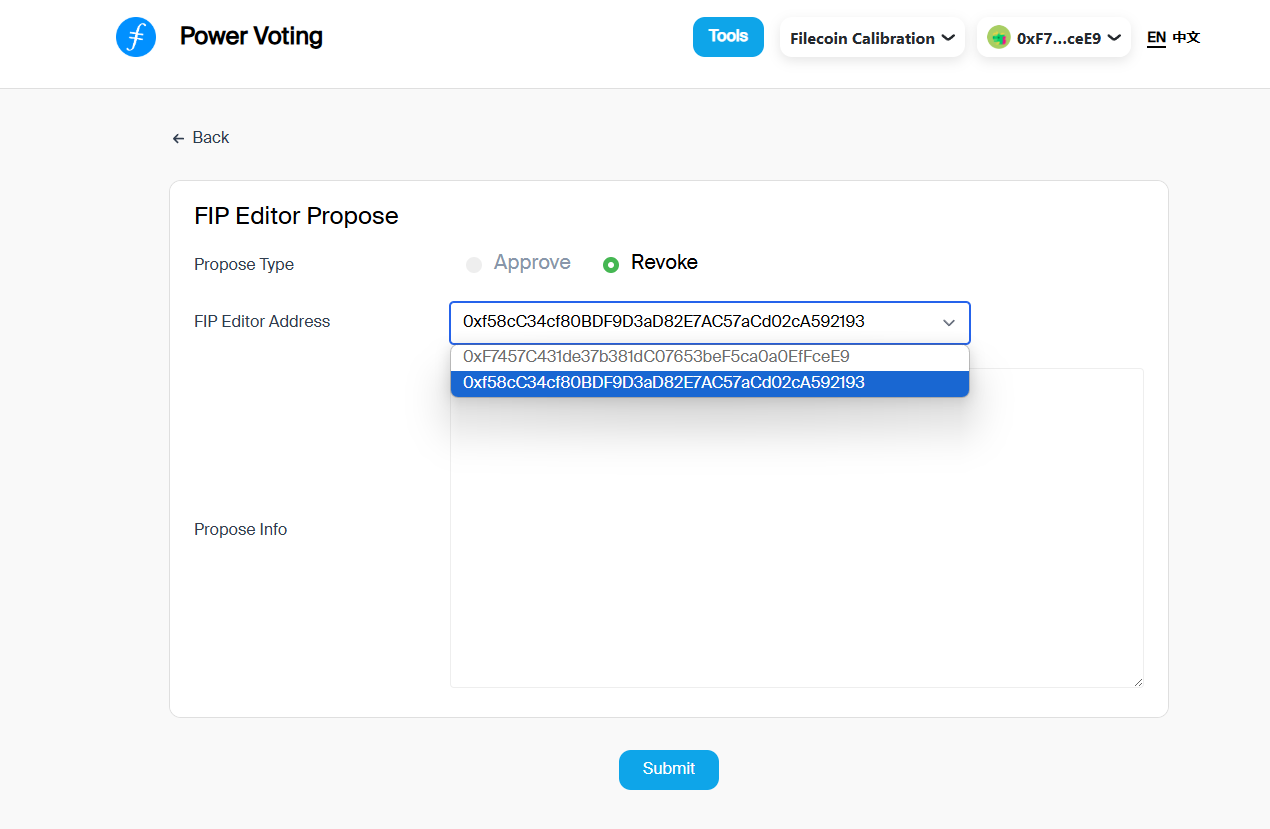 Power Voting
Tools
Filecoin Calibration
0xF7...ceE9
EN 中文
Back
FIP Editor Propose
Propose Type
Approve
Revoke
FIP Editor Address
0xf58cC34cf80BDF9D3aD82E7AC57aCd02cA592193
0xF7457C431de37b381dC07653beF5ca0a0EfFceE9
0xf58cC34cf80BDF9D3aD82E7AC57aCd02cA592193
Propose Info
Submit